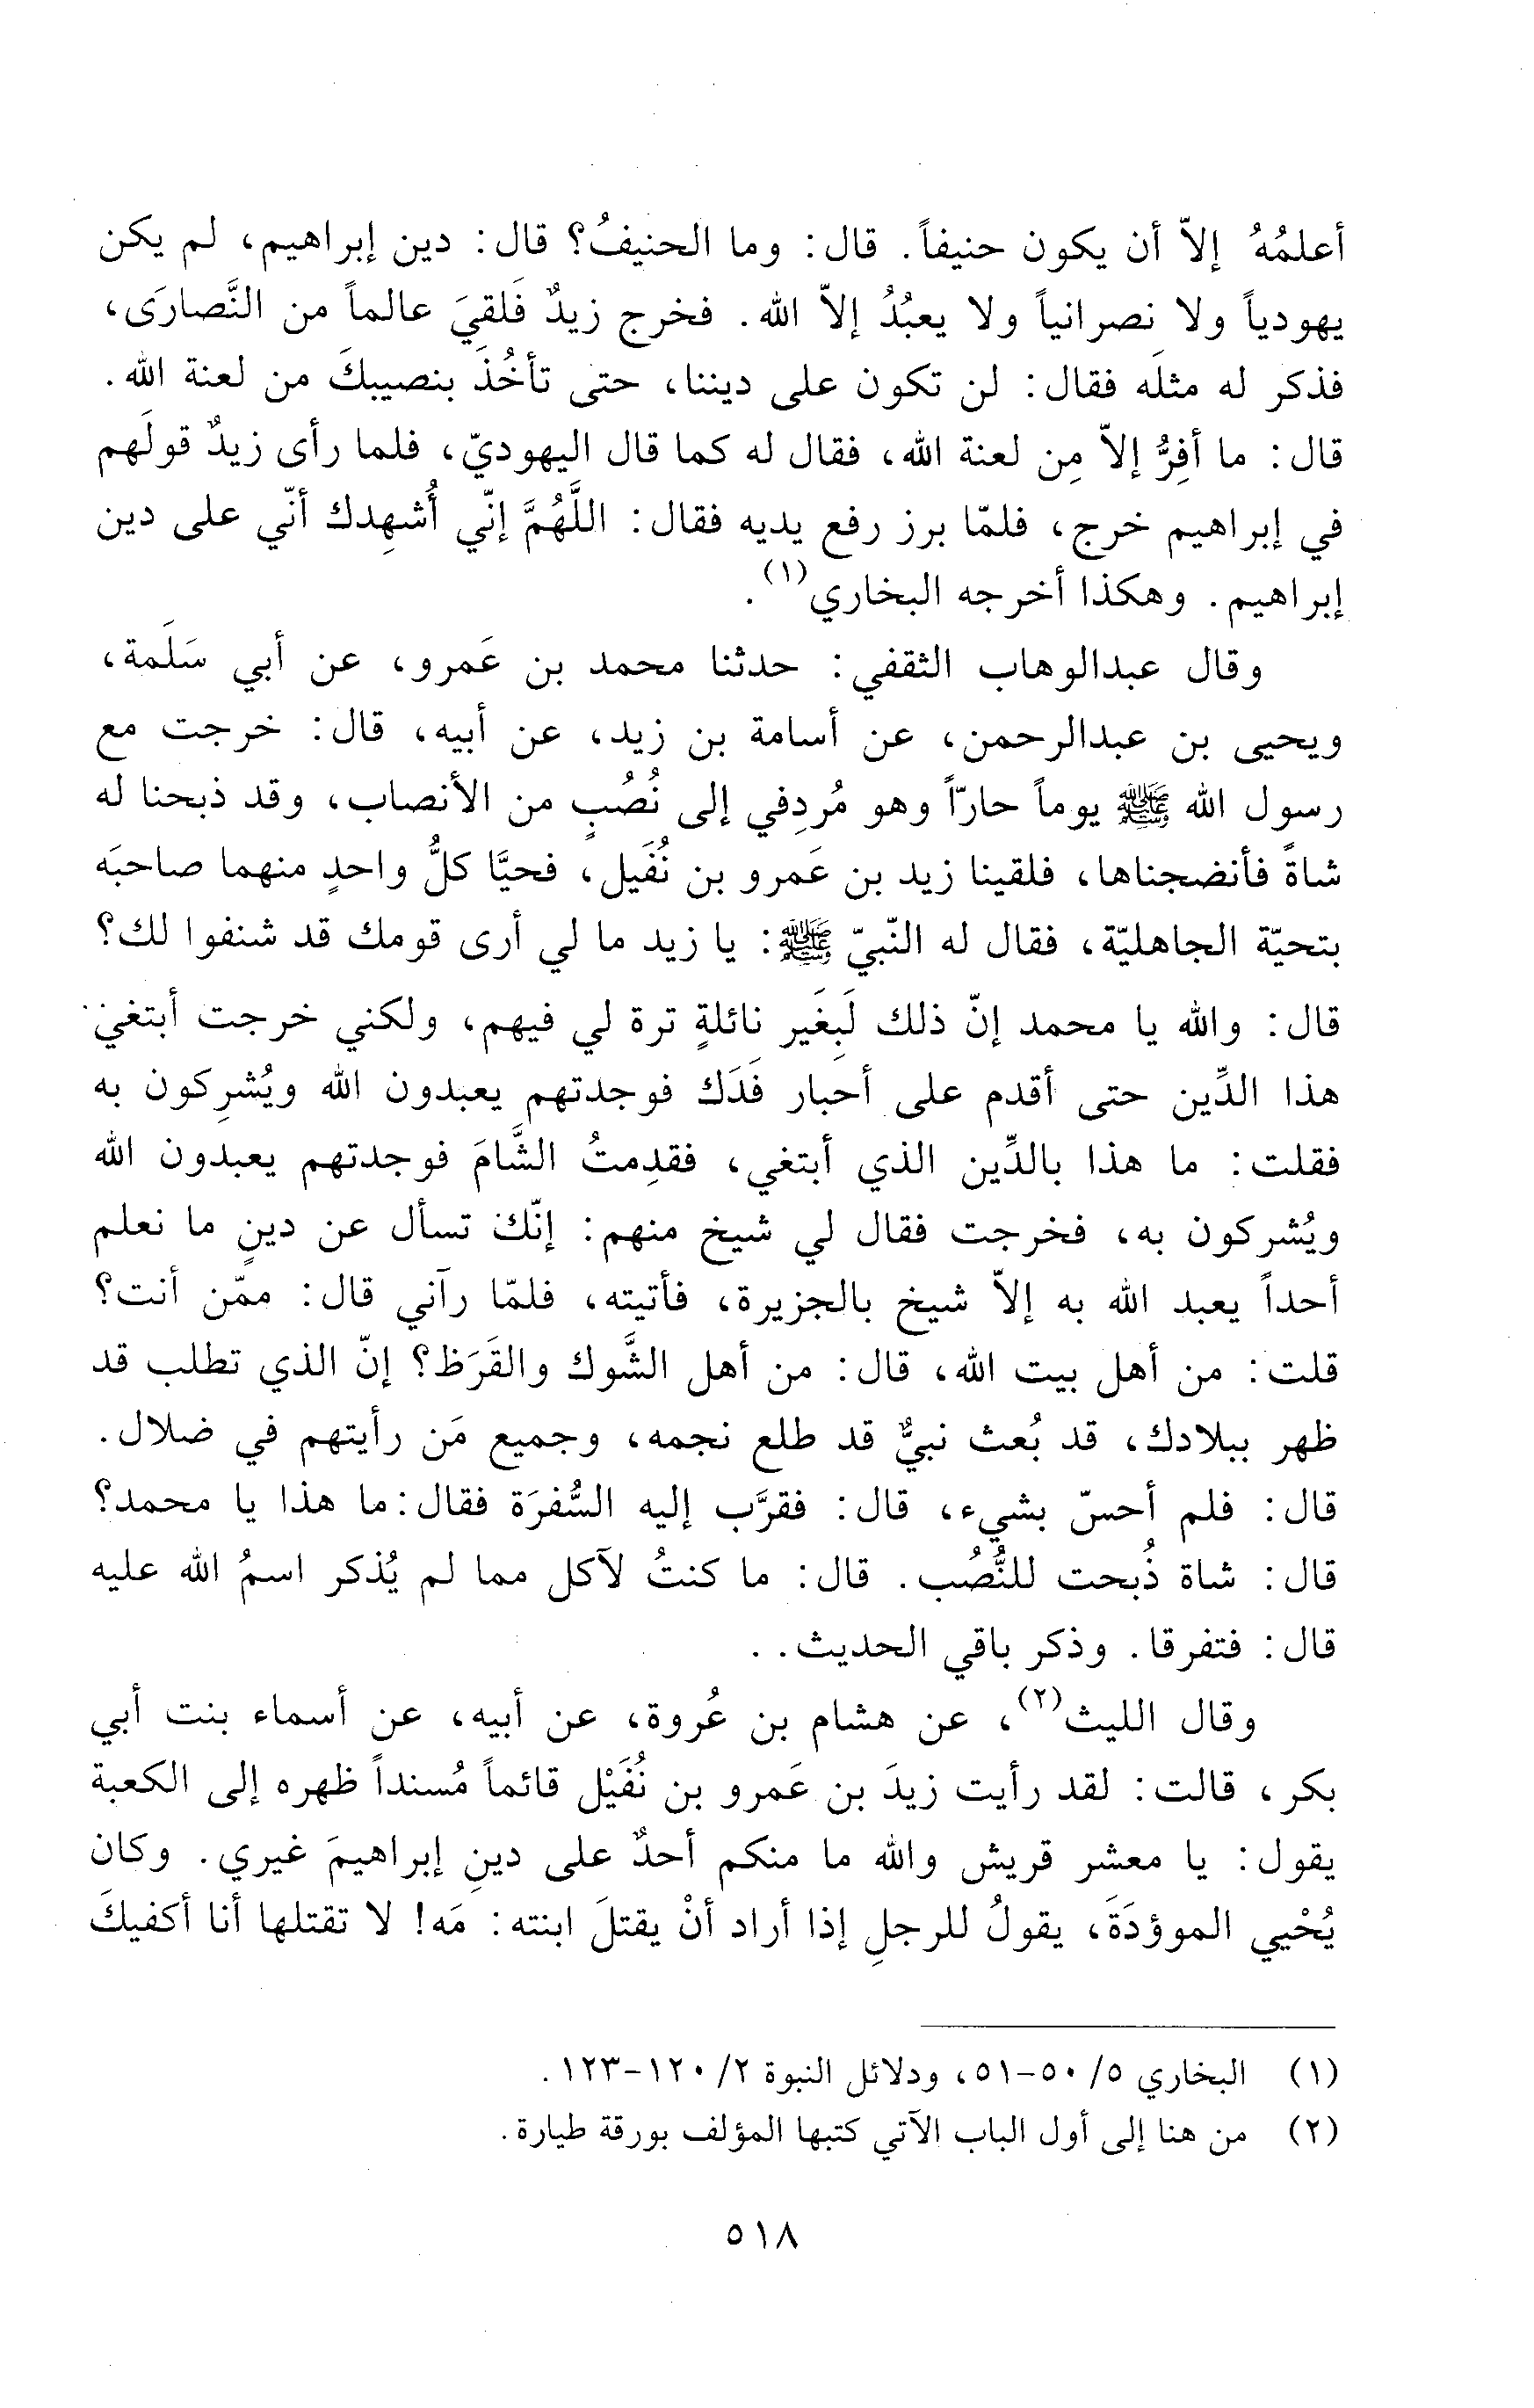 أعلمُهُ إلاّ أن يكون حنيفاً. قال: وما الحنيفُ؟ قال: دين إبراهيم، لم يكن
يهودياً ولا نصرانياً ولا يعبُدُ إلاّ الله. فخرج زيدٌ فَلقيَ عالماً من النَّصارَى،
فذكر له مثلَه فقال: لن تكون على ديننا، حتى تأخُذَ بنصيبكَ من لعنة الله.
قال: ما أفِرُّ إلاّ مِن لعنة الله، فقال له كما قال اليهوديّ، فلما رأى زيدٌ قولَهم
في إبراهيم خرج، فلمّا برز رفع يديه فقال: اللَّهُمَّ إنّي أُشهِدك أنّي على دين
إبراهيم. وهكذا أخرجه البخاري(١).
وقال عبدالوهاب الثقفي: حدثنا محمد بن عَمرو، عن أبي سَلَمة،
ويحيى بن عبدالرحمن، عن أسامة بن زيد، عن أبيه، قال: خرجت مع
رسول الله ﷺ يوماً حارّاً وهو مُردِفي إلى نُصُبٍ من الأنصاب، وقد ذبحنا له
شاةً فأنضجناها، فلقينا زيد بن عَمرو بن نُفَيل، فحيَّا كلُّ واحدٍ منهما صاحبَه
بتحيّة الجاهليّة، فقال له النّبيّ ﷺ: يا زيد ما لي أرى قومك قد شنفوا لك؟
قال: والله يا محمد إنّ ذلك لَبِغَير نائلةٍ ترة لي فيهم، ولكني خرجت أبتغي
هذا الدِّين حتى أقدم على أحبار فَدَك فوجدتهم يعبدون الله ويُشرِكون به
فقلت: ما هذا بالدِّين الذي أبتغي، فقدِمتُ الشَّامَ فوجدتهم يعبدون الله
ويُشركون به، فخرجت فقال لي شيخ منهم: إنّك تسأل عن دينٍ ما نعلم
أحداً يعبد الله به إلاّ شيخ بالجزيرة، فأتيته، فلمّا رآني قال: ممّن أنت؟
قلت: من أهل بيت الله، قال: من أهل الشَّوك والقَرَظ؟ إنّ الذي تطلب قد
ظهر ببلادك، قد بُعث نبيٌّ قد طلع نجمه، وجميع مَن رأيتهم في ضلال.
قال: فلم أحسّ بشيء، قال: فقرَّب إليه السُّفرَة فقال: ما هذا يا محمد؟
قال: شاة ذُبحت للنُّصُب. قال: ما كنتُ لآكل مما لم يُذكر اسمُ الله عليه
قال: فتفرقا. وذكر باقي الحديث. .
وقال الليث(٢)، عن هشام بن عُروة، عن أبيه، عن أسماء بنت أبي
بكر، قالت: لقد رأيت زيدَ بن عَمرو بن نُفَيْل قائماً مُسنداً ظهره إلى الكعبة
يقول: يا معشر قريش والله ما منكم أحدٌ على دينِ إبراهيمَ غيري. وكان
يُحْيي الموؤدَةَ، يقولُ للرجلِ إذا أراد أنْ يقتلَ ابنته: مَه! لا تقتلها أنا أكفيكَ
(١) البخاري ٥/ ٥٠-٥١، ودلائل النبوة ٢/ ١٢٠-١٢٣.
(٢) من هنا إلى أول الباب الآتي كتبها المؤلف بورقة طيارة.
٥١٨